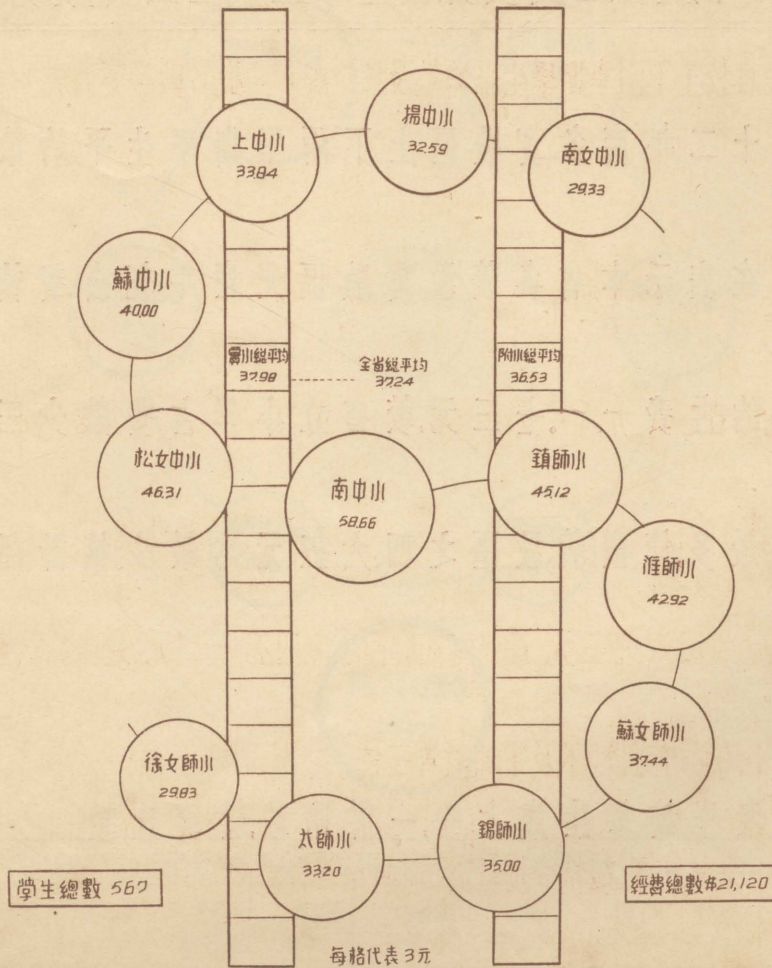 上中小
33.84
揚中小
32.59
南女中小
29.33
蘇中小
40.00
實小総平均
37.98
全省総平均
37.24
附小総平均
36.53
松女中小
46.31
南中小
58.66
鎮師小
45.12
淮師小
42.92
蘇女師小
37.44
徐女師小
29.83
太師小
33.20
錫師小
35.00
學生總數 567
經費總數$21,120
每格代表3元